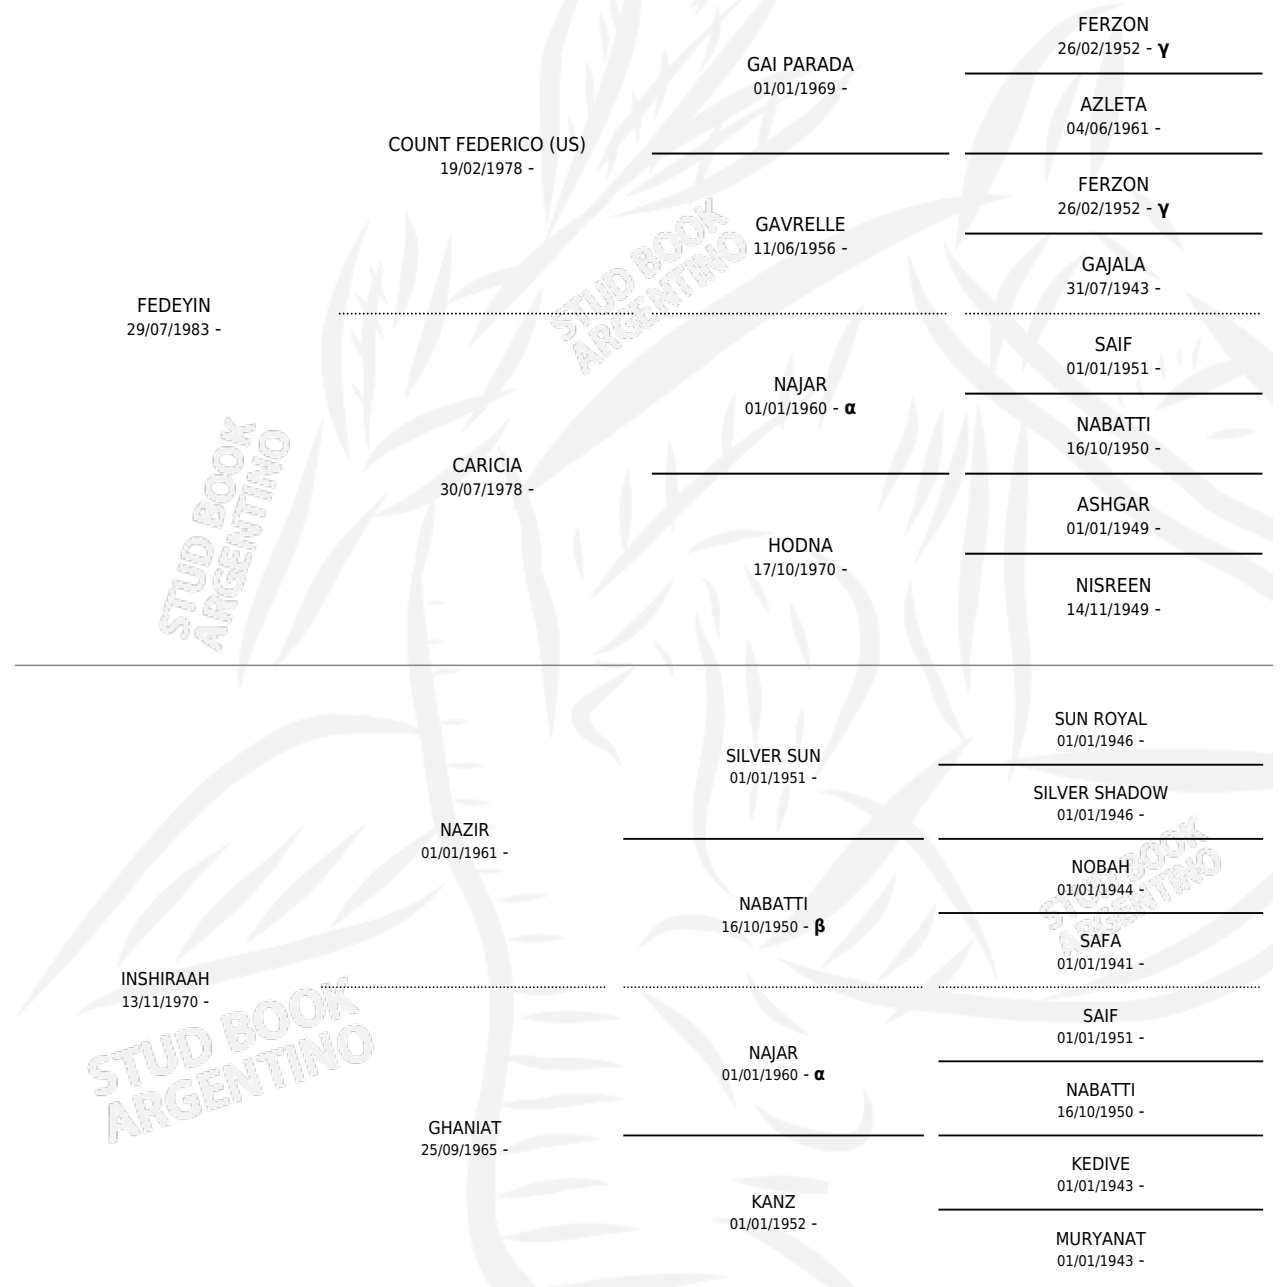 FERZON
26/02/1952 - γ
GAI PARADA
01/01/1969 -
AZLETA
04/06/1961 -
COUNT FEDERICO (US)
19/02/1978 -
FERZON
26/02/1952 - γ
GAVRELLE
11/06/1956 -
GAJALA
31/07/1943 -
FEDEYIN
29/07/1983 -
SAIF
01/01/1951 -
NAJAR
01/01/1960 - α
NABATTI
16/10/1950 -
CARICIA
30/07/1978 -
ASHGAR
01/01/1949 -
HODNA
17/10/1970 -
NISREEN
14/11/1949 -
SUN ROYAL
01/01/1946 -
SILVER SUN
01/01/1951 -
SILVER SHADOW
01/01/1946 -
NAZIR
01/01/1961 -
NOBAH
01/01/1944 -
NABATTI
16/10/1950 - β
SAFA
01/01/1941 -
INSHIRAAH
13/11/1970 -
SAIF
01/01/1951 -
NAJAR
01/01/1960 - α
NABATTI
16/10/1950 -
GHANIAT
25/09/1965 -
KEDIVE
01/01/1943 -
KANZ
01/01/1952 -
MURYANAT
01/01/1943 -
STUD BOOK
ARGENTINO
STUD BOOK
ARGENTINO
STUD BOOK
ARGENTINO
STUD BOOK
ARGENTINO